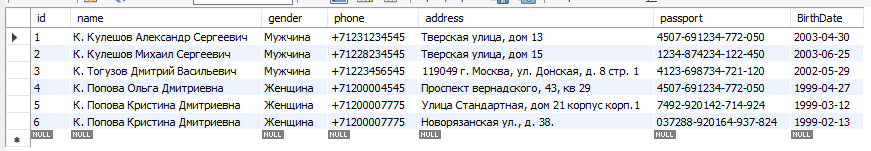 id name gender phone address passport BirthDate
1 К. Кулешов Александр Сергеевич Мужчина +71231234545 Тверская улица, дом 13 4507-691234-772-050 2003-04-30
2 К. Кулешов Михаил Сергеевич Мужчина +71228234545 Тверская улица, дом 15 1234-874234-122-450 2003-06-25
3 К. Тогузов Дмитрий Васильевич Мужчина +71223456545 119049 г. Москва, ул. Донская, д. 8 стр. 1 4123-698734-721-120 2002-05-29
4 К. Попова Ольга Дмитриевна Женщина +71200004545 Проспект вернадского, 43, кв 29 4507-691234-772-050 1999-04-27
5 К. Попова Кристина Дмитриевна Женщина +71200007775 Улица Стандартная, дом 21 корпус корп.1 7492-920142-714-924 1999-03-12
6 К. Попова Кристина Дмитриевна Женщина +71200007775 Новорязанская ул., д. 38. 037288-920164-937-824 1999-02-13
NULL NULL NULL NULL NULL NULL NULL